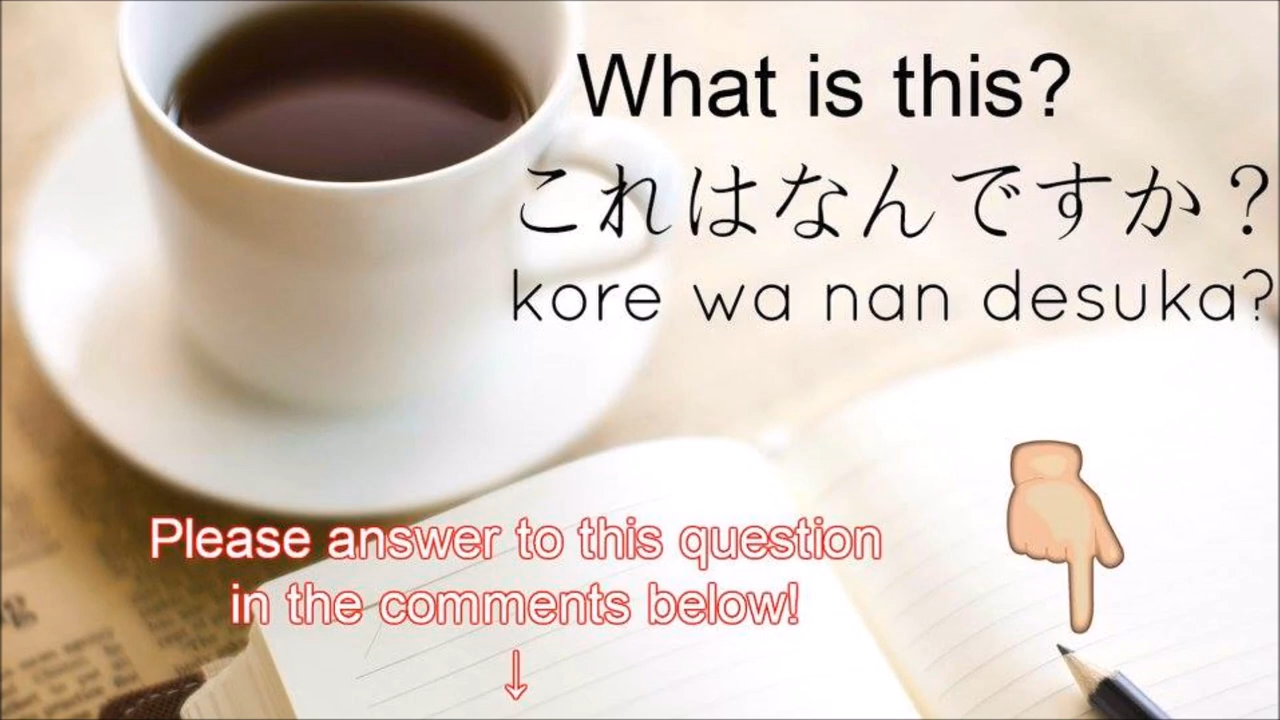 What is this?
これはなんですか？
kore wa nan desuka?
Please answer to this question
in the comments below!
↓